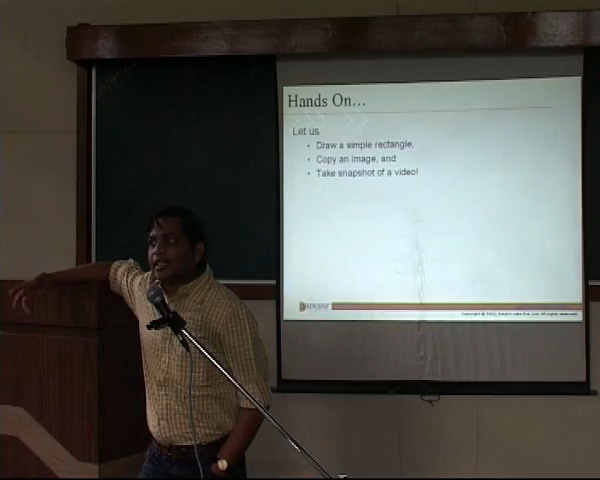 Hands On...
Let us
• Draw a simple rectangle,
• Copy an image, and
• Take snapshot of a video!